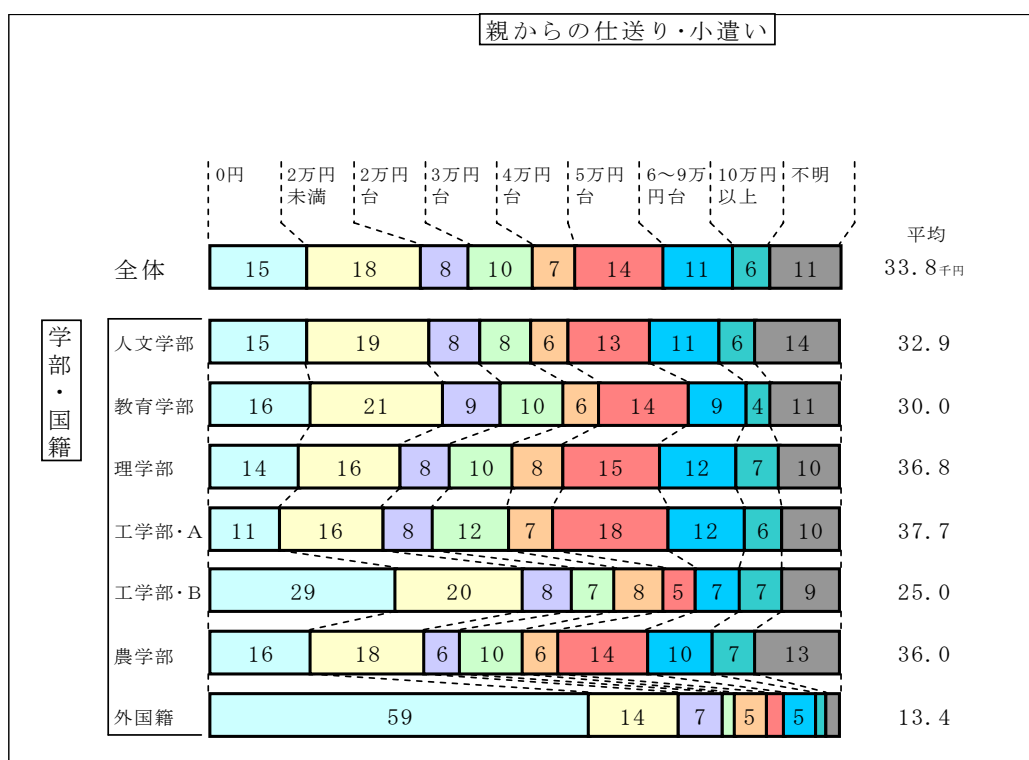 親からの仕送り・小遣い
0円 2万円 2万円 3万円 4万円 5万円 6～9万 10万円 不明
未満 台 台 台 台 円台 以上
平均
全体 15 18 8 10 7 14 11 6 11 33.8千円
学部・国籍
人文学部 15 19 8 8 6 13 11 6 14 32.9
教育学部 16 21 9 10 6 14 9 4 11 30.0
理学部 14 16 8 10 8 15 12 7 10 36.8
工学部・A 11 16 8 12 7 18 12 6 10 37.7
工学部・B 29 20 8 7 8 5 7 7 9 25.0
農学部 16 18 6 10 6 14 10 7 13 36.0
外国籍 59 14 7 5 5 13.4